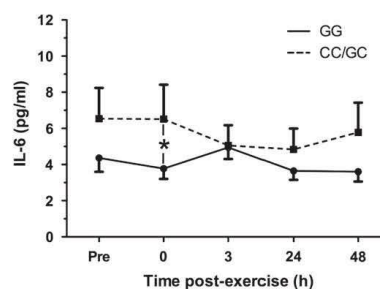 GG
CC/GC
IL-6 (pg/ml)
12
10
8
6
4
2
0
*
Pre
0
3
24
48
Time post-exercise (h)